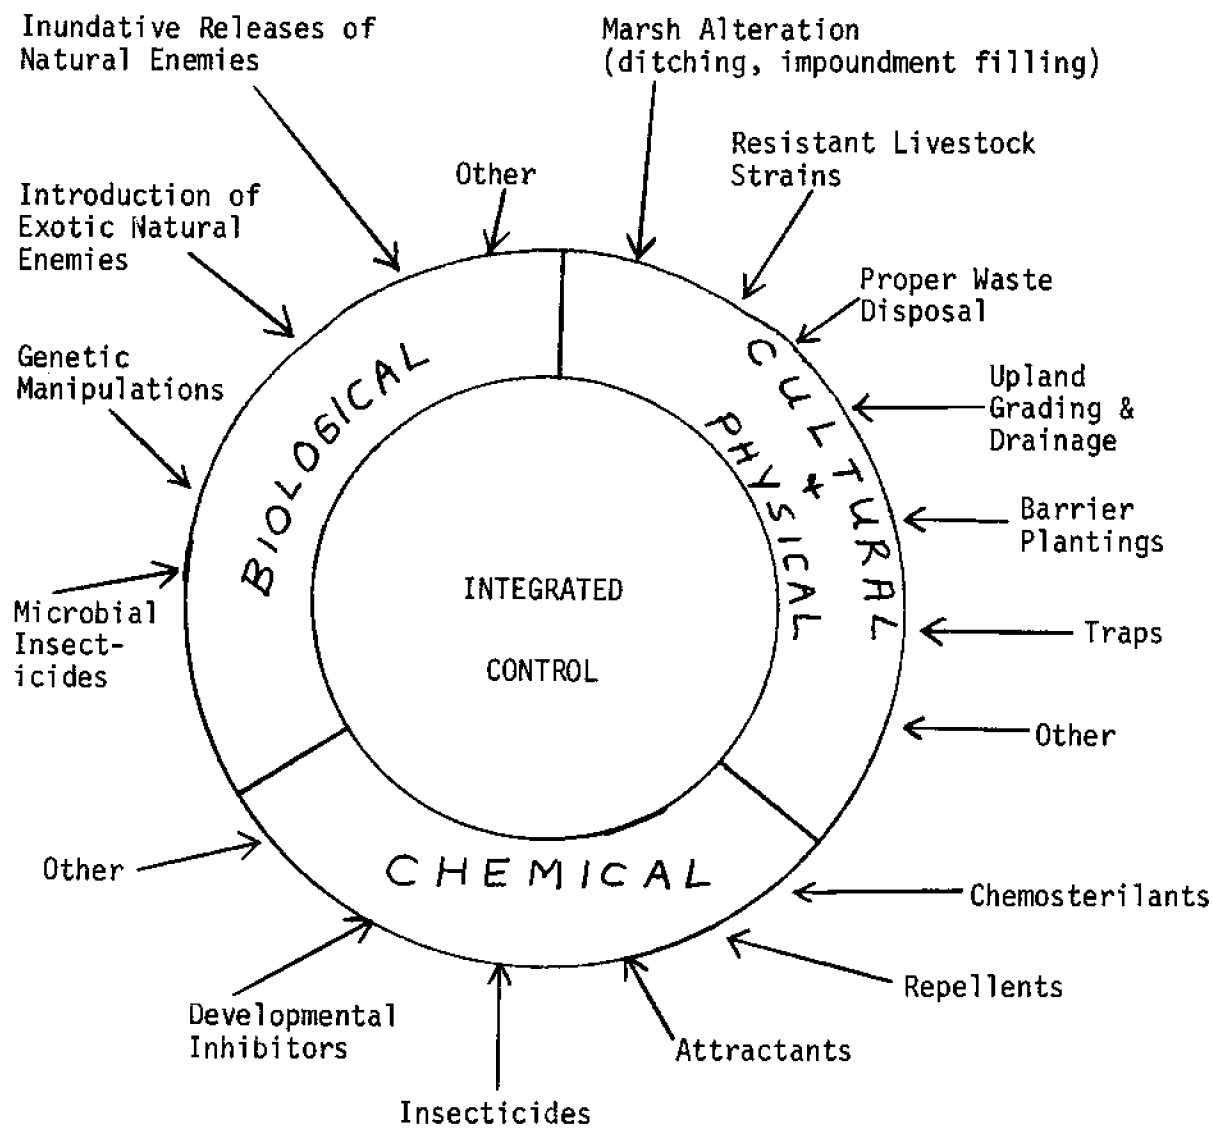 Inundative Releases of
Natural Enemies
Marsh Alteration
(ditching, impoundment filling)
Resistant Livestock
Strains
Other
Introduction of
Exotic Natural
Enemies
Proper Waste
Disposal
Genetic
Manipulations
Upland
Grading &
Drainage
BIOLOGICAL
CULTURAL
+
PHYSICAL
Barrier
Plantings
INTEGRATED
CONTROL
Microbial
Insect-
icides
Traps
Other
Other
CHEMICAL
Chemosterilants
Repellents
Developmental
Inhibitors
Attractants
Insecticides